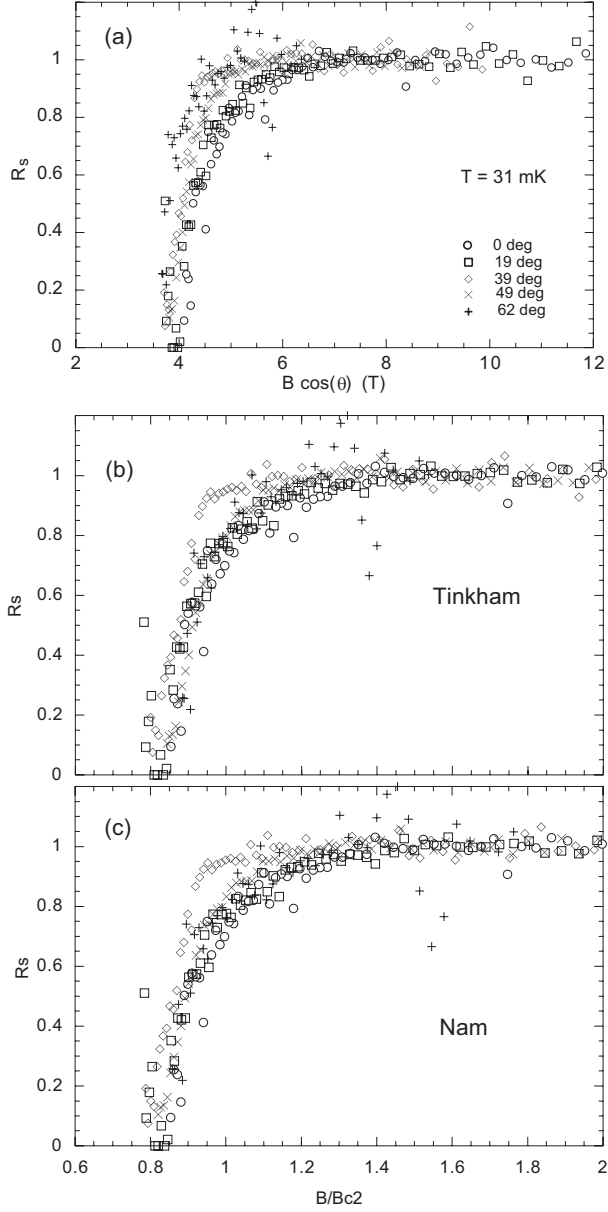 (a)
1
0.8
0.6
0.4
0.2
0
Rs
T = 31 mK
0 deg
19 deg
39 deg
49 deg
62 deg
2 4 6 8 10 12
B cos(θ) (T)
(b)
1
0.8
0.6
0.4
0.2
0
Rs
Tinkham
(c)
1
0.8
0.6
0.4
0.2
0
Rs
Nam
0.6 0.8 1 1.2 1.4 1.6 1.8 2
B/Bc2